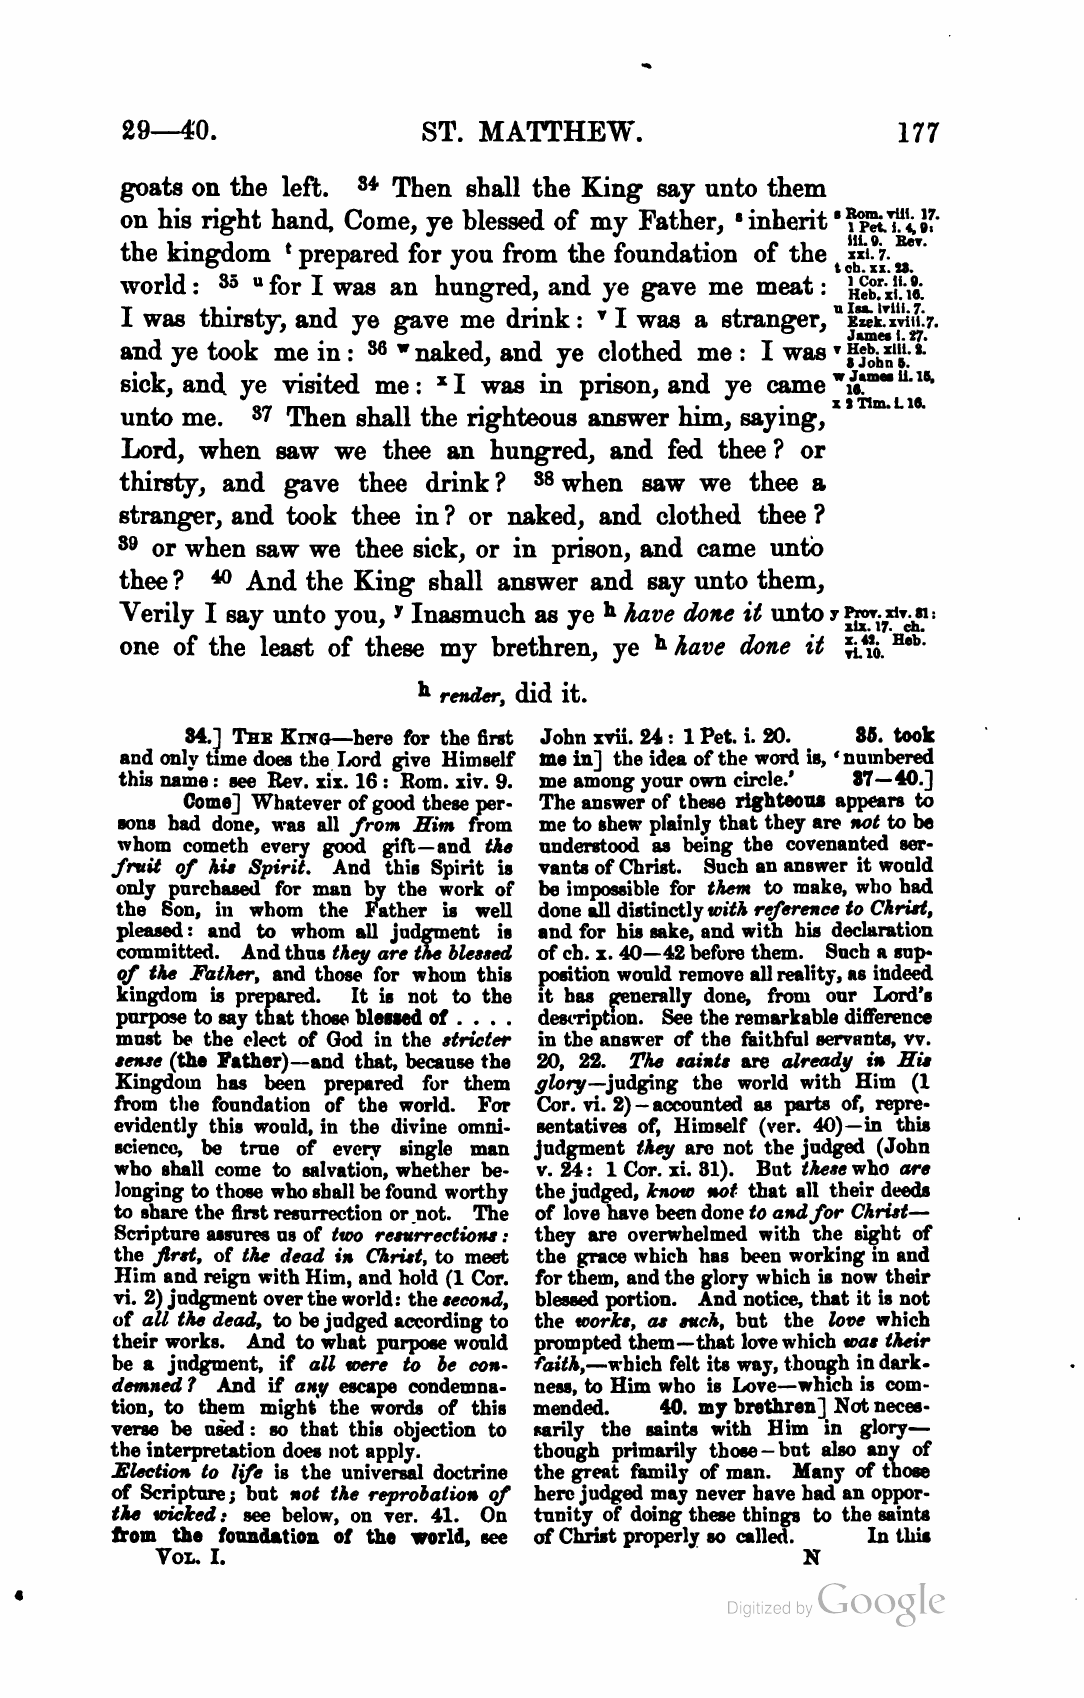 29—40. ST. MATTHEW. 177
goats on the left. 34 Then shall the King say unto them
on his right hand, Come, ye blessed of my Father, s inherit
the kingdom t prepared for you from the foundation of the
world: 35 u for I was an hungred, and ye gave me meat:
I was thirsty, and ye gave me drink: v I was a stranger,
and ye took me in: 36 w naked, and ye clothed me: I was
sick, and ye visited me: x I was in prison, and ye came
unto me. 37 Then shall the righteous answer him, saying,
Lord, when saw we thee an hungred, and fed thee? or
thirsty, and gave thee drink? 38 when saw we thee a
stranger, and took thee in? or naked, and clothed thee?
39 or when saw we thee sick, or in prison, and came unto
thee? 40 And the King shall answer and say unto them,
Verily I say unto you, y Inasmuch as ye h have done it unto
one of the least of these my brethren, ye h have done it
s Rom. viii. 17.
1 Pet. i. 4, 9:
iii. 9. Rev.
xxi. 7.
t ch. xx. 23.
1 Cor. ii. 9.
Heb. xi. 16.
u Isa. lviii. 7.
Ezek. xviii. 7.
James i. 27.
v Heb. xiii. 2.
3 John 5.
w James ii. 15,
16.
x 2 Tim. i. 16.
y Prov. xiv. 31:
xix. 17. ch.
x. 42. Heb.
vi. 10.
h render, did it.
34.] THE KING—here for the first
and only time does the Lord give Himself
this name: see Rev. xix. 16: Rom. xiv. 9.
Come] Whatever of good these per-
sons had done, was all from Him from
whom cometh every good gift—and the
fruit of his Spirit. And this Spirit is
only purchased for man by the work of
the Son, in whom the Father is well
pleased: and to whom all judgment is
committed. And thus they are the blessed
of the Father, and those for whom this
kingdom is prepared. It is not to the
purpose to say that those blessed of . . . .
must be the elect of God in the stricter
sense (the Father)—and that, because the
Kingdom has been prepared for them
from the foundation of the world. For
evidently this would, in the divine omni-
science, be true of every single man
who shall come to salvation, whether be-
longing to those who shall be found worthy
to share the first resurrection or not. The
Scripture assures us of two resurrections:
the first, of the dead in Christ, to meet
Him and reign with Him, and hold (1 Cor.
vi. 2) judgment over the world: the second,
of all the dead, to be judged according to
their works. And to what purpose would
be a judgment, if all were to be con-
demned? And if any escape condemna-
tion, to them might the words of this
verse be used: so that this objection to
the interpretation does not apply.
Election to life is the universal doctrine
of Scripture; but not the reprobation of
the wicked: see below, on ver. 41. On
from the foundation of the world, see
John xvii. 24: 1 Pet. i. 20. 35. took
me in] the idea of the word is, ‘numbered
me among your own circle.’ 37—40.]
The answer of these righteous appears to
me to shew plainly that they are not to be
understood as being the covenanted ser-
vants of Christ. Such an answer it would
be impossible for them to make, who had
done all distinctly with reference to Christ,
and for his sake, and with his declaration
of ch. x. 40—42 before them. Such a sup-
position would remove all reality, as indeed
it has generally done, from our Lord's
description. See the remarkable difference
in the answer of the faithful servants, vv.
20, 22. The saints are already in His
glory—judging the world with Him (1
Cor. vi. 2)—accounted as parts of, repre-
sentatives of, Himself (ver. 40)—in this
judgment they are not the judged (John
v. 24: 1 Cor. xi. 31). But these who are
the judged, know not that all their deeds
of love have been done to and for Christ—
they are overwhelmed with the sight of
the grace which has been working in and
for them, and the glory which is now their
blessed portion. And notice, that it is not
the works, as such, but the love which
prompted them—that love which was their
faith,—which felt its way, though in dark-
ness, to Him who is Love—which is com-
mended. 40. my brethren] Not neces-
sarily the saints with Him in glory—
though primarily those—but also any of
the great family of man. Many of those
here judged may never have had an oppor-
tunity of doing these things to the saints
of Christ properly so called. In this
VOL. I. N
Digitized by Google